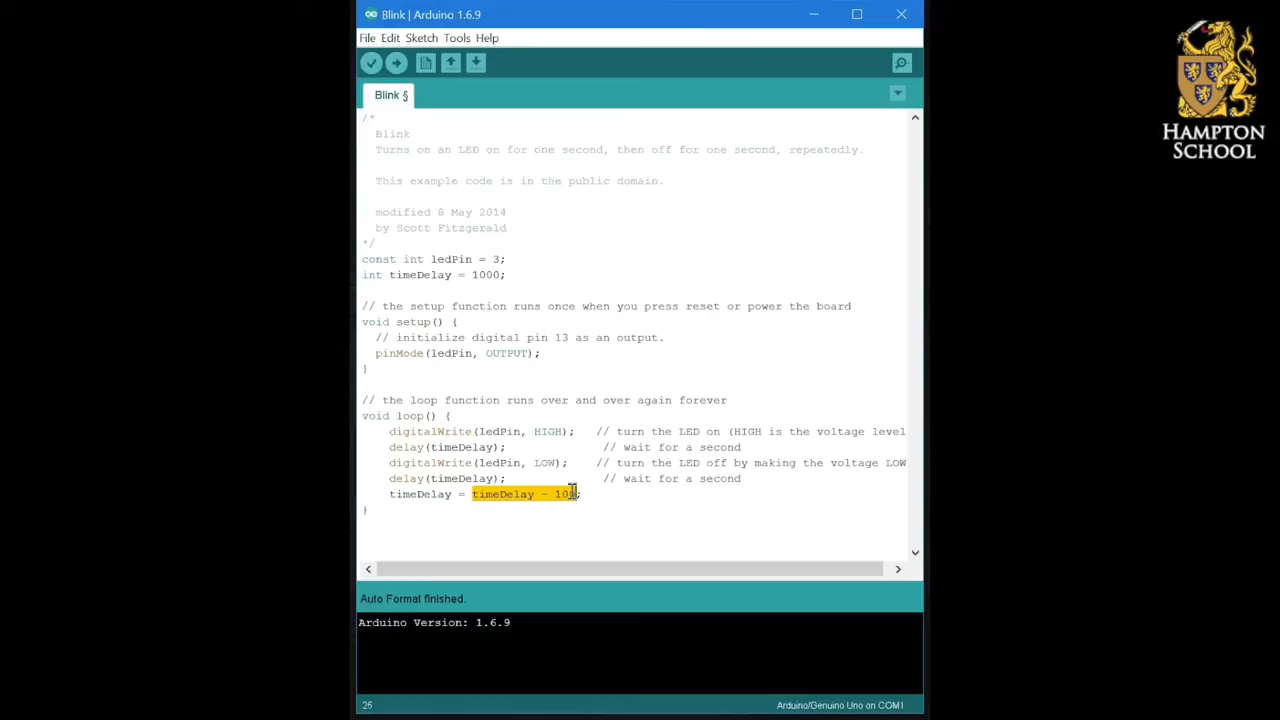 Blink | Arduino 1.6.9
File Edit Sketch Tools Help
Blink §
/*
Blink
Turns on an LED on for one second, then off for one second, repeatedly.
This example code is in the public domain.
modified 8 May 2014
by Scott Fitzgerald
*/
const int ledPin = 3;
int timeDelay = 1000;
// the setup function runs once when you press reset or power the board
void setup() {
// initialize digital pin 13 as an output.
pinMode(ledPin, OUTPUT);
}
// the loop function runs over and over again forever
void loop() {
digitalWrite(ledPin, HIGH); // turn the LED on (HIGH is the voltage level
delay(timeDelay); // wait for a second
digitalWrite(ledPin, LOW); // turn the LED off by making the voltage LOW
delay(timeDelay); // wait for a second
timeDelay = timeDelay - 100;
}
Auto Format finished.
Arduino Version: 1.6.9
26 Arduino/Genuino Uno on COM1
HAMPTON
SCHOOL